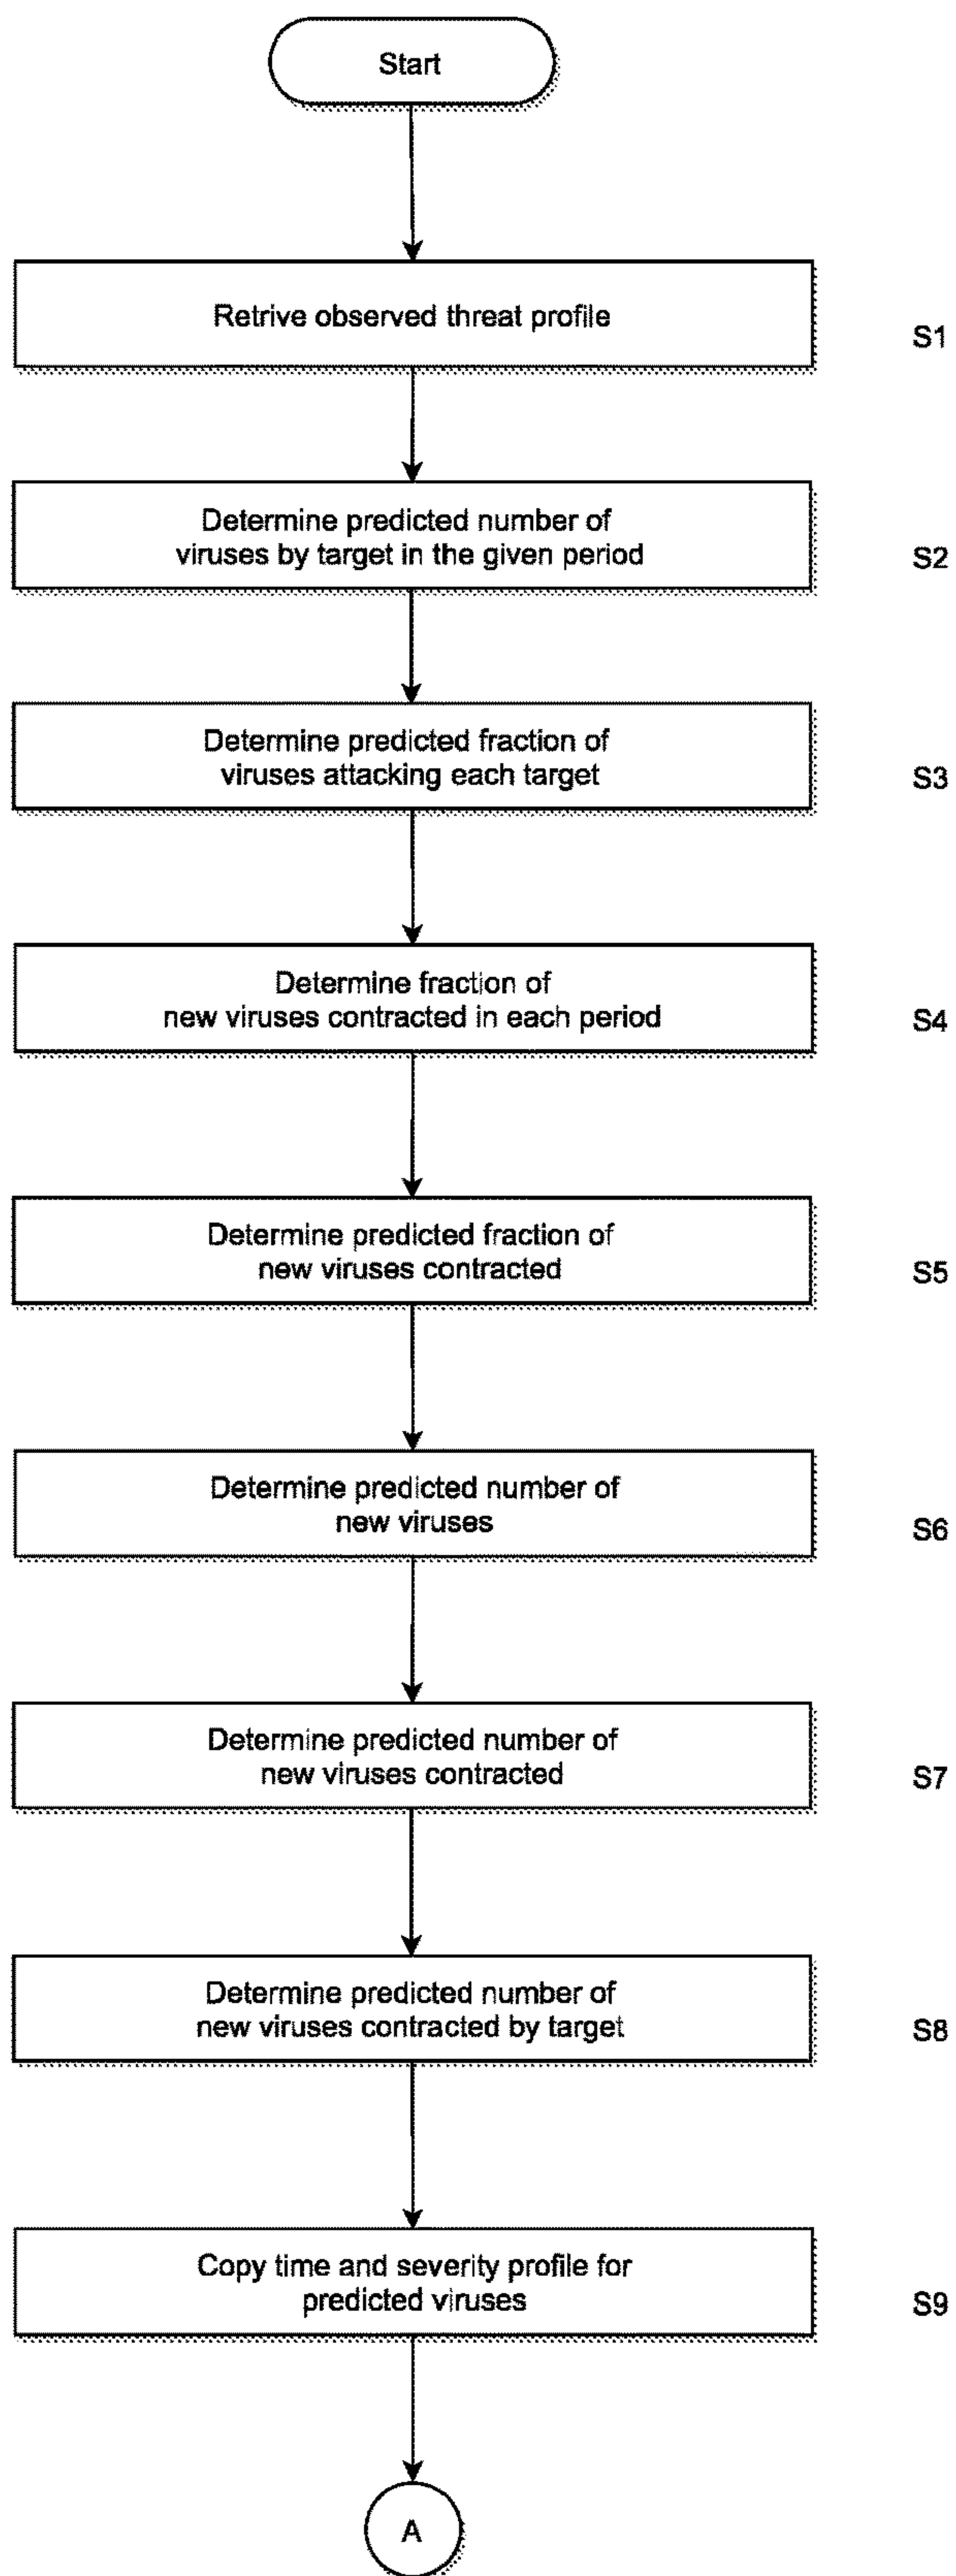 Start
Retrive observed threat profile
S1
Determine predicted number of
viruses by target in the given period
S2
Determine predicted fraction of
viruses attacking each target
S3
Determine fraction of
new viruses contracted in each period
S4
Determine predicted fraction of
new viruses contracted
S5
Determine predicted number of
new viruses
S6
Determine predicted number of
new viruses contracted
S7
Determine predicted number of
new viruses contracted by target
S8
Copy time and severity profile for
predicted viruses
S9
A